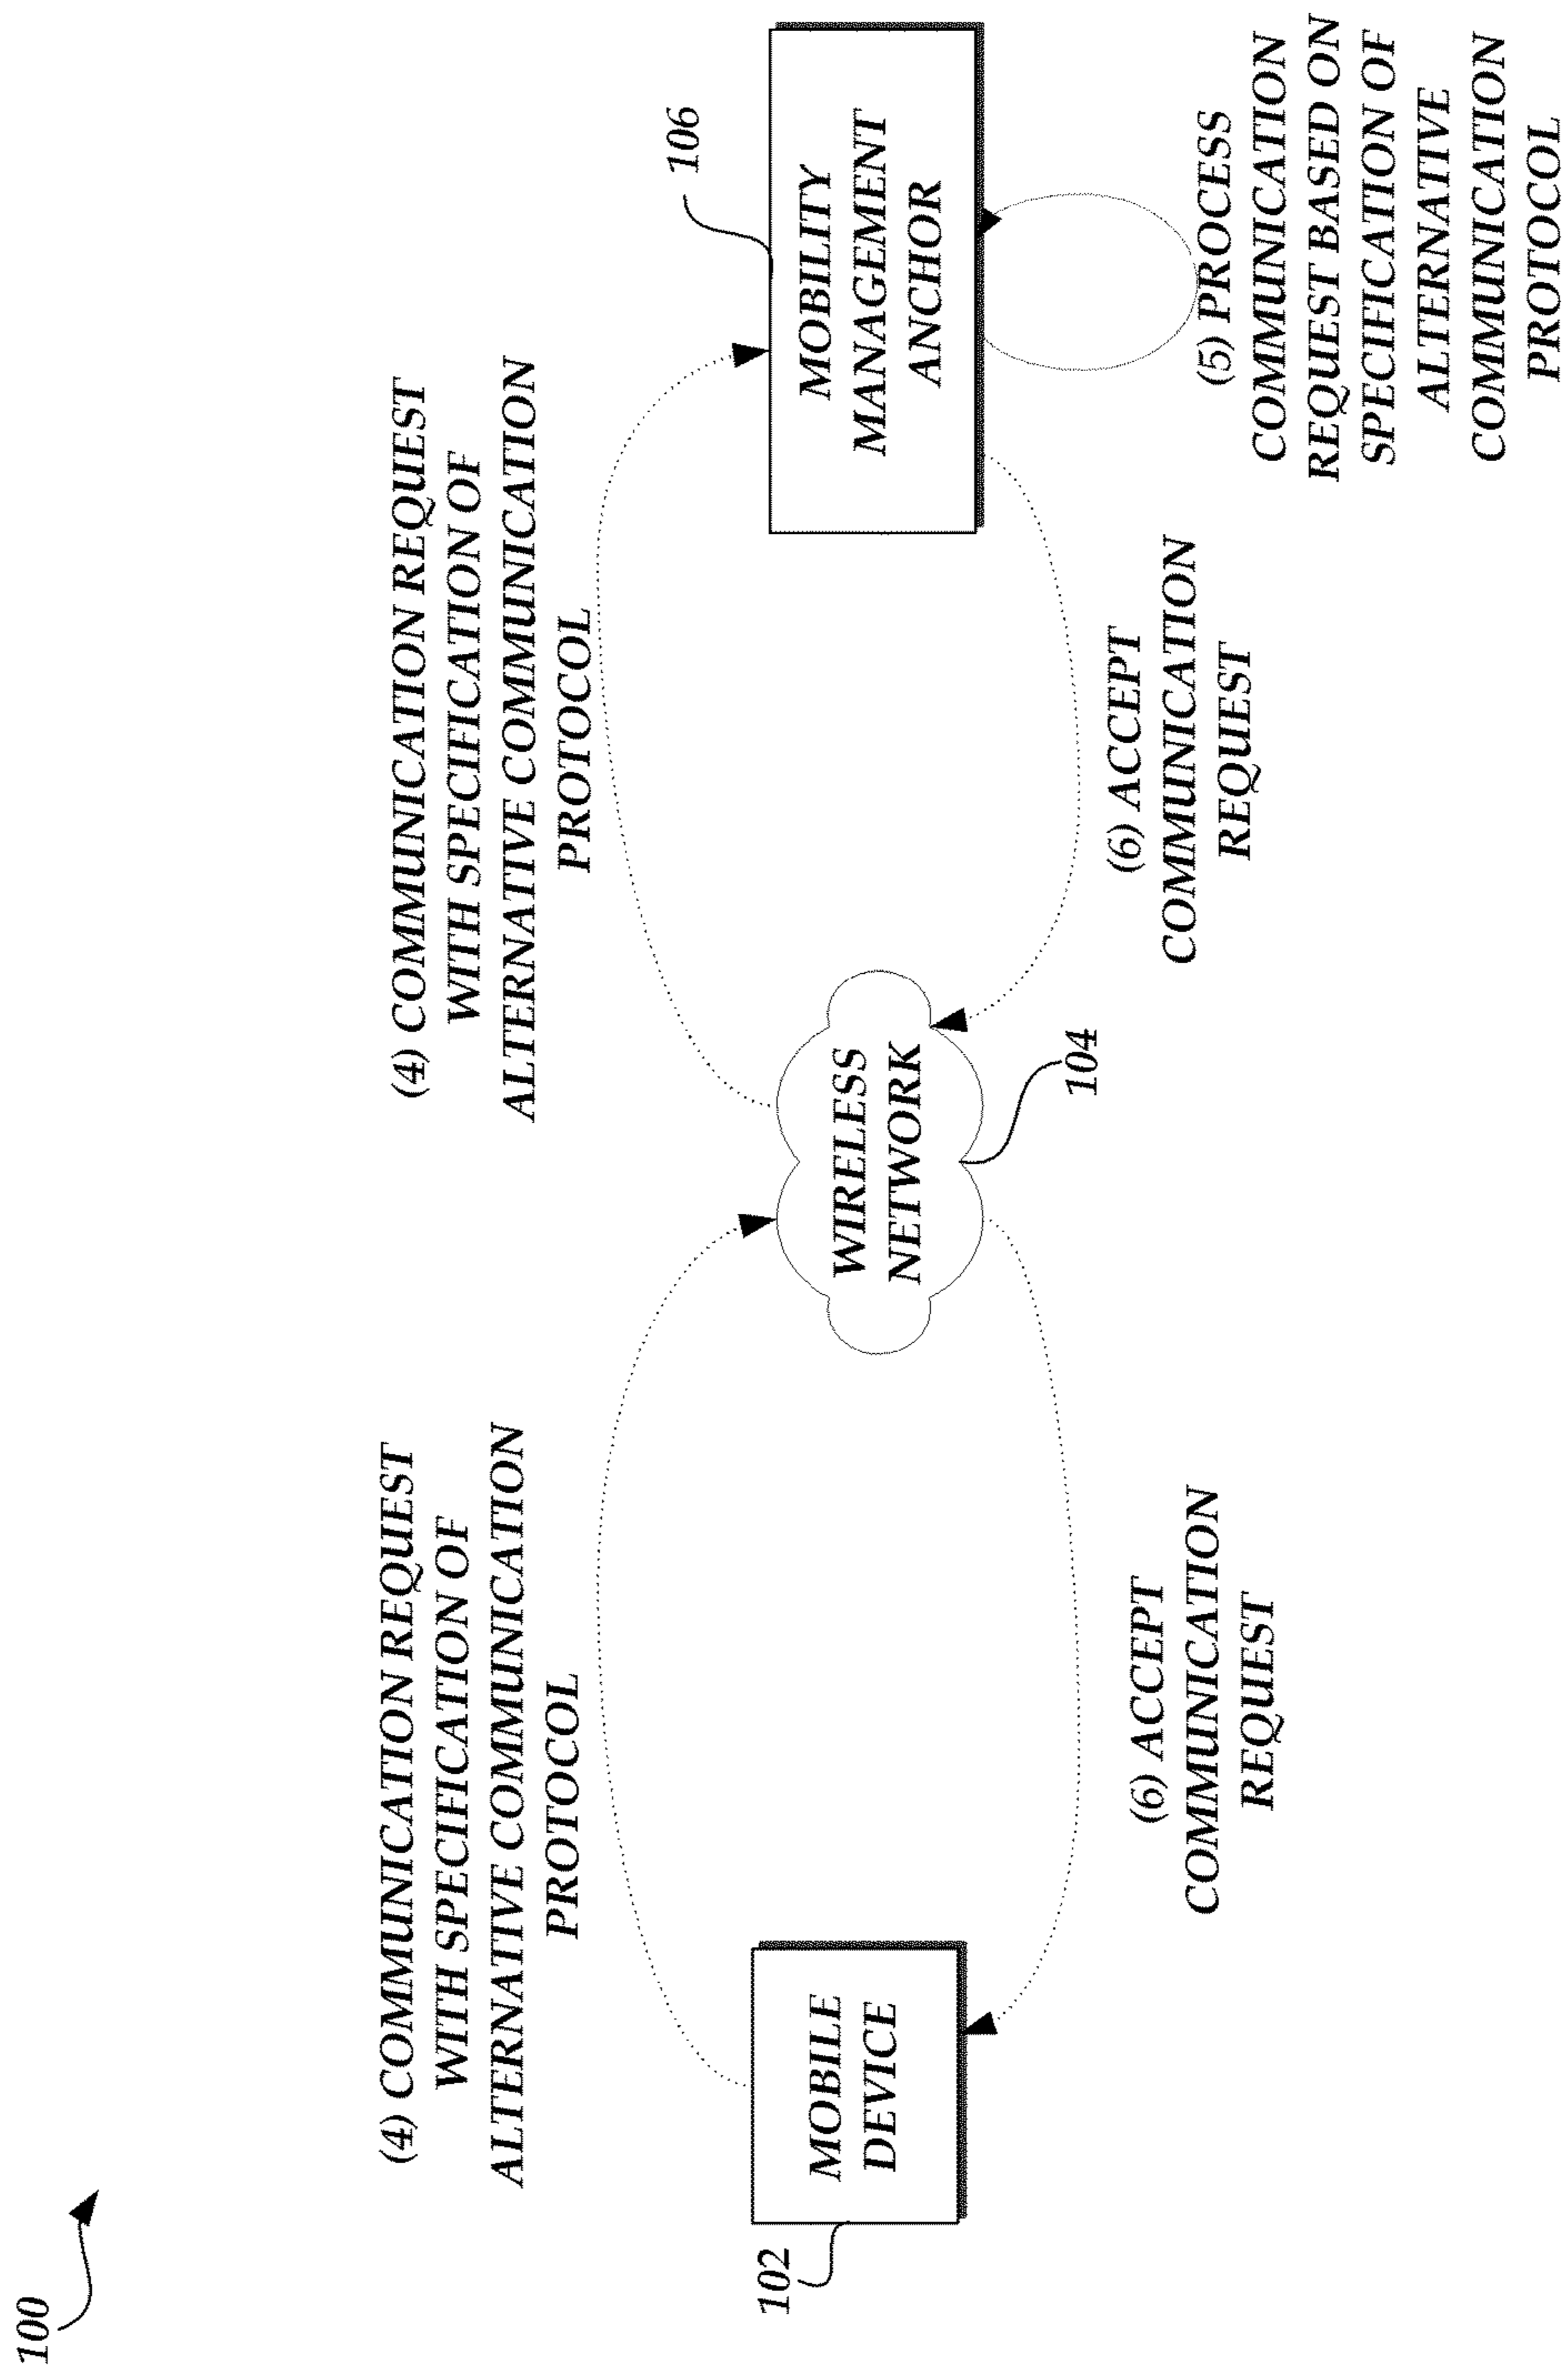 100
(4) COMMUNICATION REQUEST
WITH SPECIFICATION OF
ALTERNATIVE COMMUNICATION
PROTOCOL
(4) COMMUNICATION REQUEST
WITH SPECIFICATION OF
ALTERNATIVE COMMUNICATION
PROTOCOL
102
MOBILE
DEVICE
WIRELESS
NETWORK
104
106
MOBILITY
MANAGEMENT
ANCHOR
(6) ACCEPT
COMMUNICATION
REQUEST
(6) ACCEPT
COMMUNICATION
REQUEST
(5) PROCESS
COMMUNICATION
REQUEST BASED ON
SPECIFICATION OF
ALTERNATIVE
COMMUNICATION
PROTOCOL